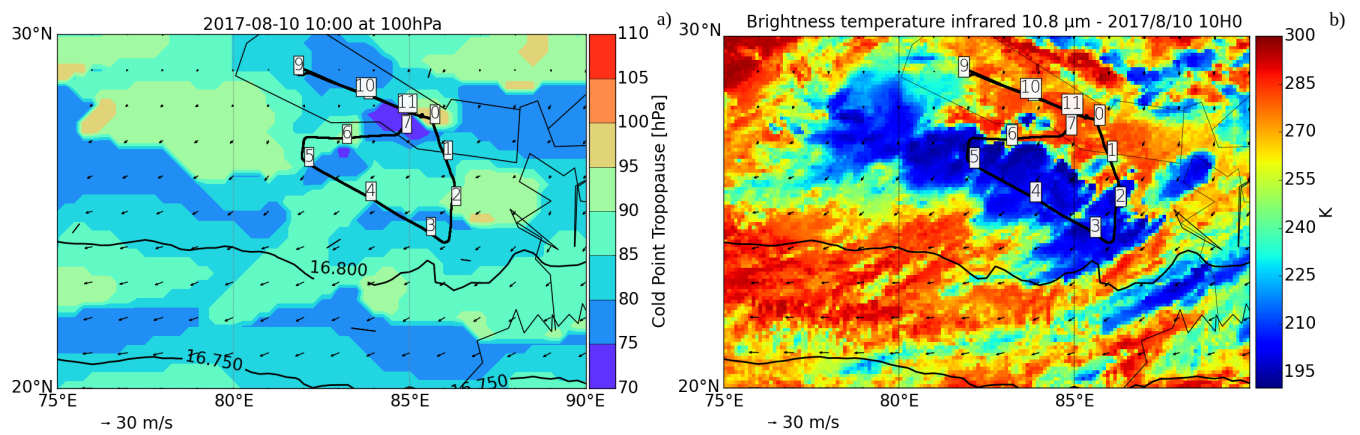 2017-08-10 10:00 at 100hPa
a)
30°N
20°N
75°E
80°E
85°E
90°E
9
10
11
0
7
6
1
5
4
2
3
16.800
16.750
16.750
→ 30 m/s
110
105
100
95
90
85
80
75
70
Cold Point Tropopause [hPa]
Brightness temperature infrared 10.8 µm - 2017/8/10 10H0
b)
30°N
20°N
75°E
80°E
85°E
9
10
11
0
7
6
1
5
4
2
3
→ 30 m/s
300
285
270
255
240
225
210
195
K